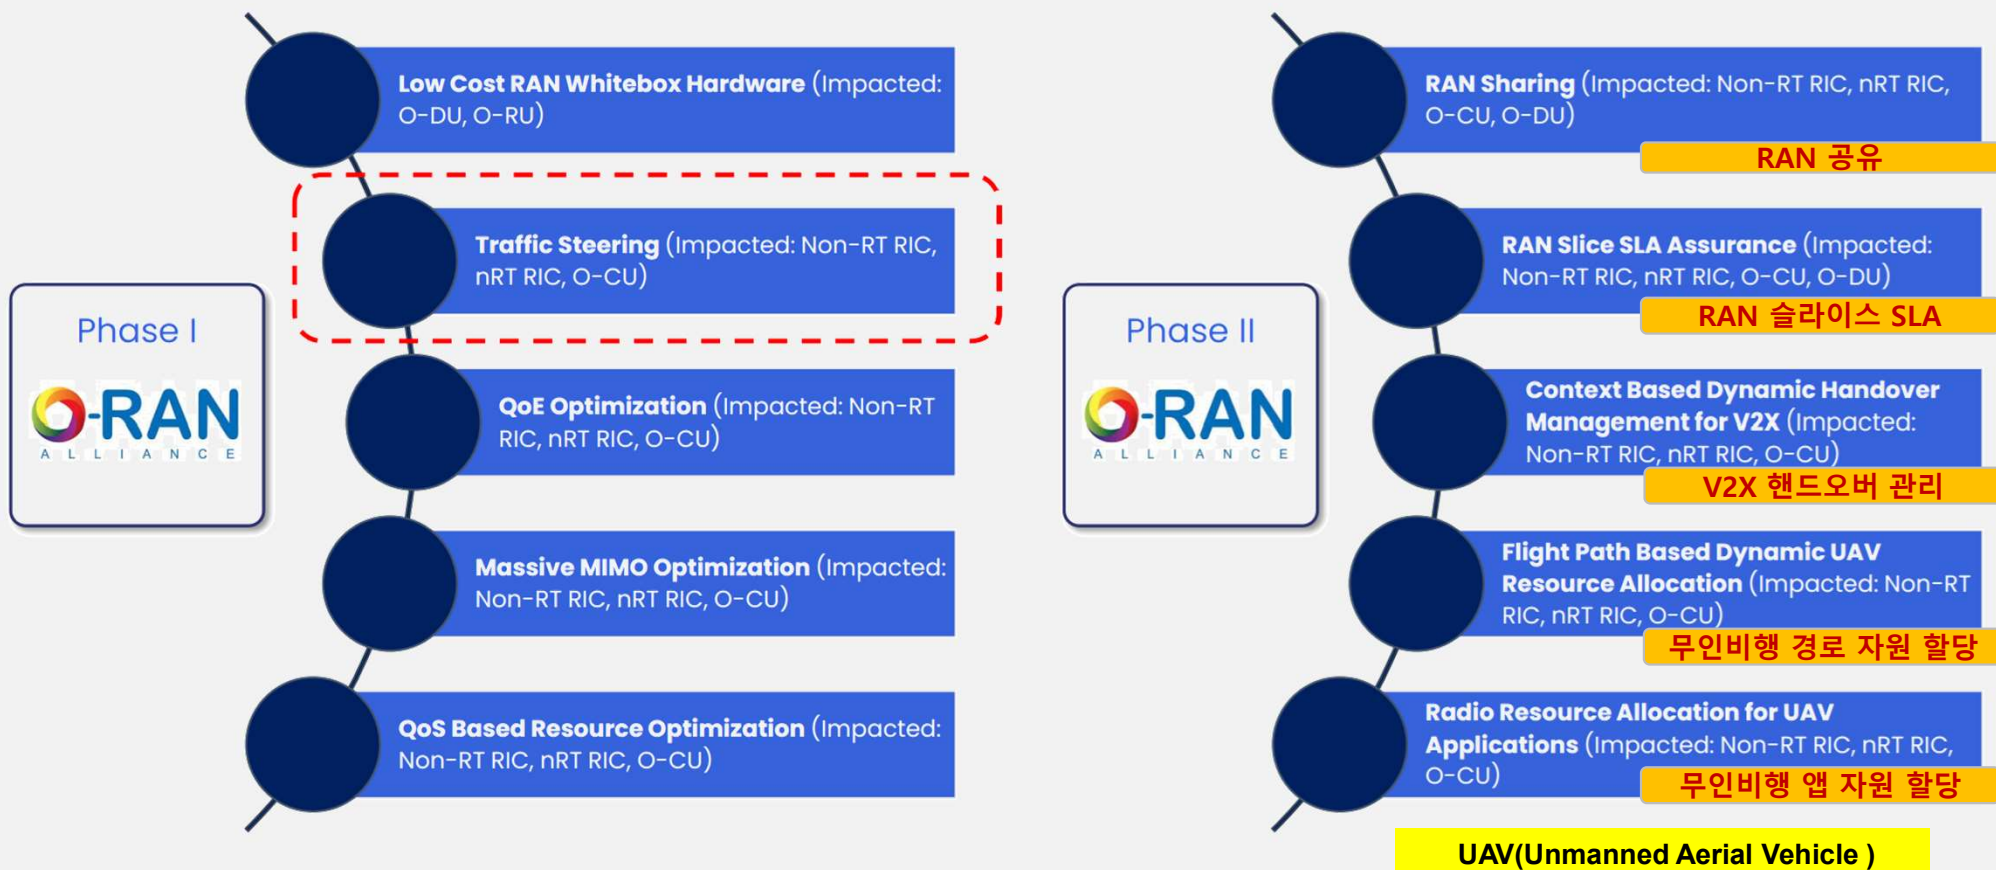 Phase I
O-RAN
ALLIANCE
Low Cost RAN Whitebox Hardware (Impacted:
O-DU, O-RU)
Traffic Steering (Impacted: Non-RT RIC,
nRT RIC, O-CU)
QoE Optimization (Impacted: Non-RT
RIC, nRT RIC, O-CU)
Massive MIMO Optimization (Impacted:
Non-RT RIC, nRT RIC, O-CU)
QoS Based Resource Optimization (Impacted:
Non-RT RIC, nRT RIC, O-CU)
Phase II
O-RAN
ALLIANCE
RAN Sharing (Impacted: Non-RT RIC, nRT RIC,
O-CU, O-DU)
RAN 공유
RAN Slice SLA Assurance (Impacted:
Non-RT RIC, nRT RIC, O-CU, O-DU)
RAN 슬라이스 SLA
Context Based Dynamic Handover
Management for V2X (Impacted:
Non-RT RIC, nRT RIC, O-CU)
V2X 핸드오버 관리
Flight Path Based Dynamic UAV
Resource Allocation (Impacted: Non-RT
RIC, nRT RIC, O-CU)
무인비행 경로 자원 할당
Radio Resource Allocation for UAV
Applications (Impacted: Non-RT RIC, nRT RIC,
O-CU)
무인비행 앱 자원 할당
UAV(Unmanned Aerial Vehicle )